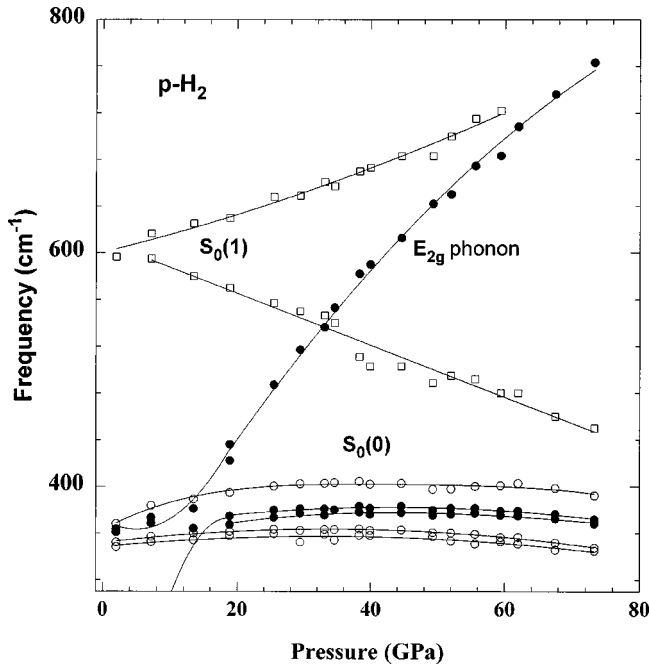 800
p-H2
600
S0(1)
E2g phonon
Frequency (cm-1)
S0(0)
400
0 20 40 60 80
Pressure (GPa)